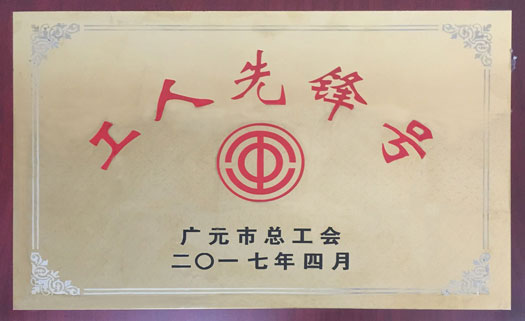 工人先锋号
广元市总工会
二〇一七年四月